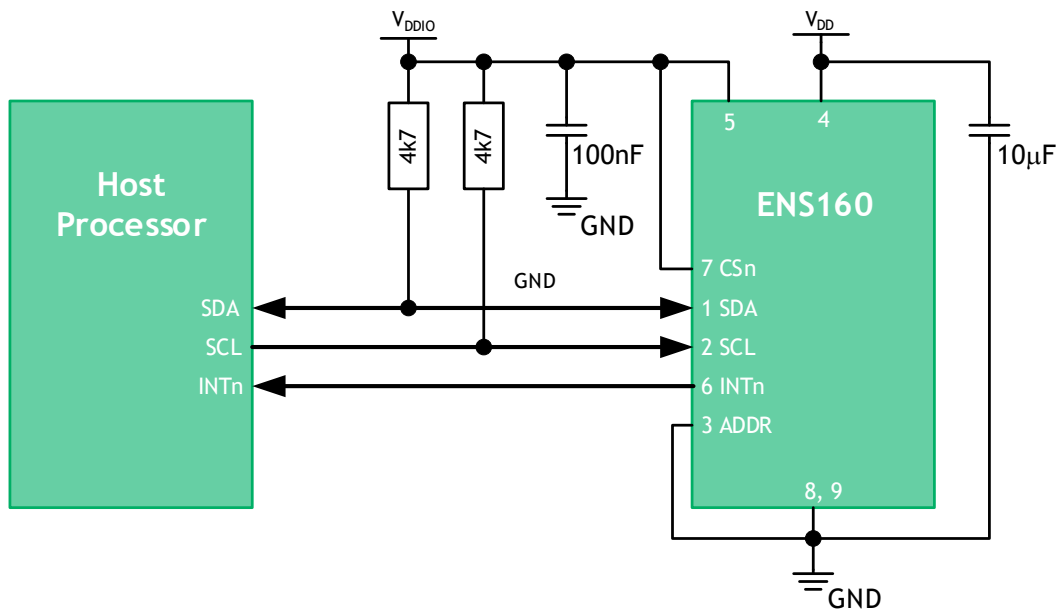 VDDIO
VDD
5
4
4k7
4k7
100nF
10μF
Host
Processor
ENS160
GND
7 CSn
GND
SDA
1 SDA
SCL
2 SCL
INTn
6 INTn
3 ADDR
8, 9
GND